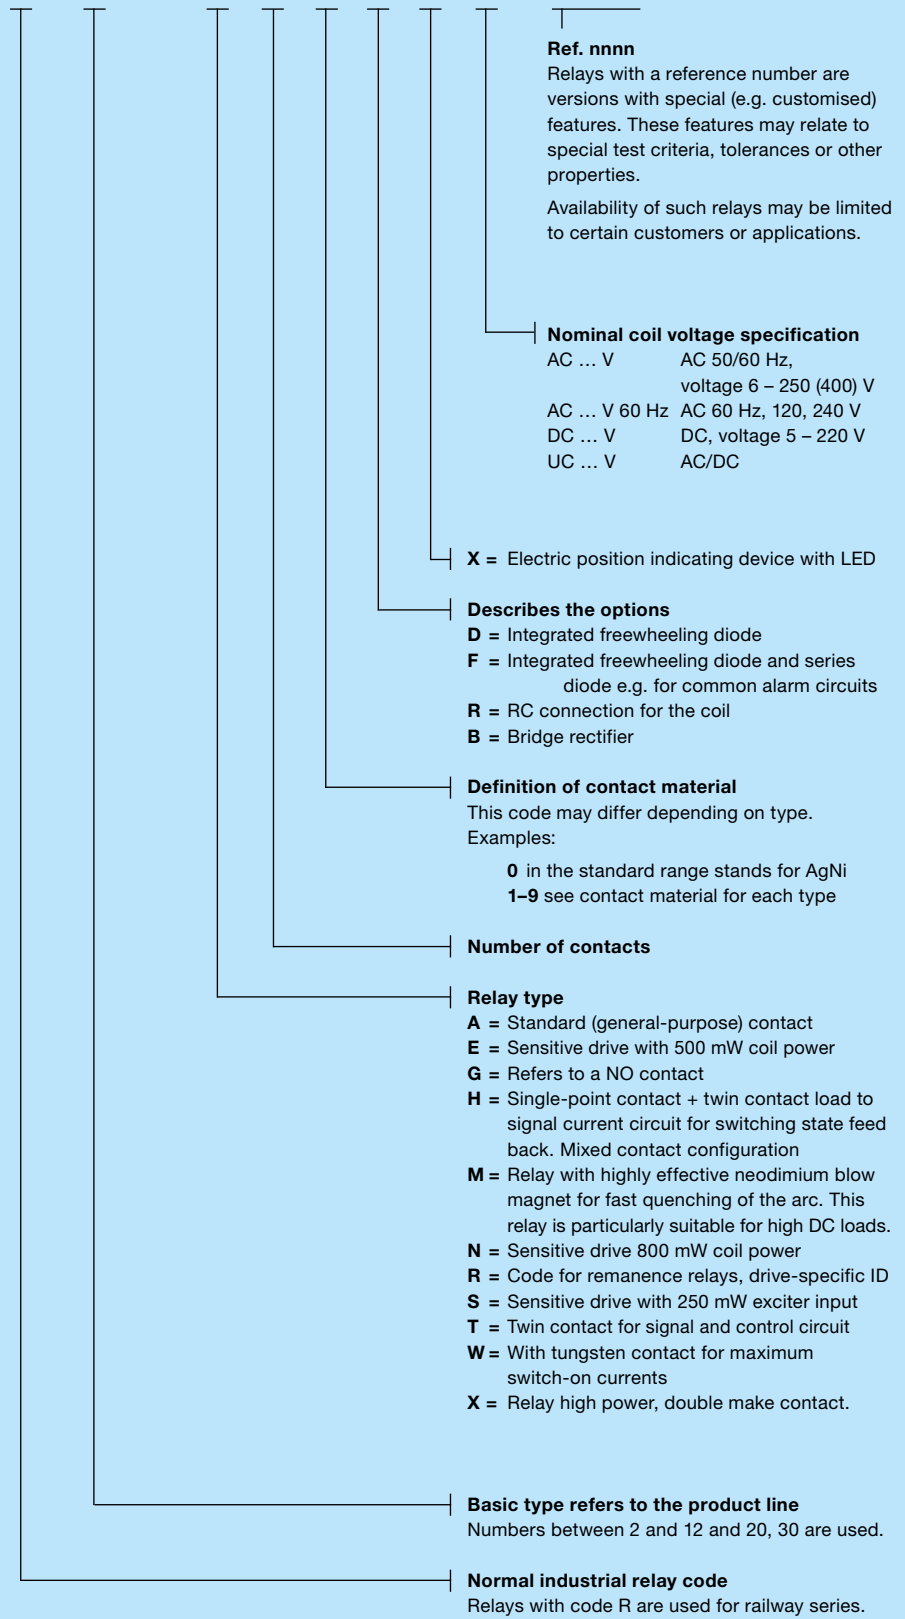 Ref. nnnn
Relays with a reference number are
versions with special (e.g. customised)
features. These features may relate to
special test criteria, tolerances or other
properties.
Availability of such relays may be limited
to certain customers or applications.
Nominal coil voltage specification
AC … V AC 50/60 Hz,
voltage 6 – 250 (400) V
AC … V 60 Hz AC 60 Hz, 120, 240 V
DC … V DC, voltage 5 – 220 V
UC … V AC/DC
X = Electric position indicating device with LED
Describes the options
D = Integrated freewheeling diode
F = Integrated freewheeling diode and series
diode e.g. for common alarm circuits
R = RC connection for the coil
B = Bridge rectifier
Definition of contact material
This code may differ depending on type.
Examples:
0 in the standard range stands for AgNi
1–9 see contact material for each type
Number of contacts
Relay type
A = Standard (general-purpose) contact
E = Sensitive drive with 500 mW coil power
G = Refers to a NO contact
H = Single-point contact + twin contact load to
signal current circuit for switching state feed
back. Mixed contact configuration
M = Relay with highly effective neodimium blow
magnet for fast quenching of the arc. This
relay is particularly suitable for high DC loads.
N = Sensitive drive 800 mW coil power
R = Code for remanence relays, drive-specific ID
S = Sensitive drive with 250 mW exciter input
T = Twin contact for signal and control circuit
W = With tungsten contact for maximum
switch-on currents
X = Relay high power, double make contact.
Basic type refers to the product line
Numbers between 2 and 12 and 20, 30 are used.
Normal industrial relay code
Relays with code R are used for railway series.